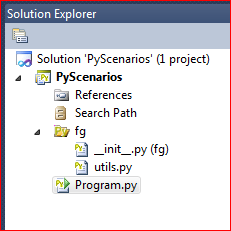 Solution Explorer
Solution 'PyScenarios' (1 project)
PyScenarios
References
Search Path
fg
__init__.py (fg)
utils.py
Program.py